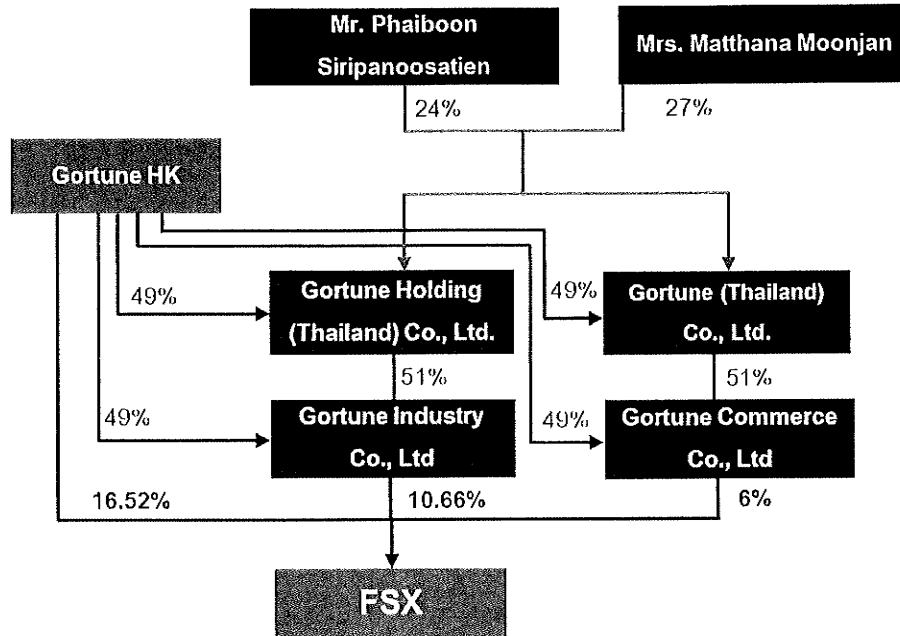 Mr. Phaiboon
Siripanoosatien
Mrs. Matthana Moonjan
24%
27%
Gortune HK
49%
Gortune Holding
(Thailand) Co., Ltd.
49%
Gortune (Thailand)
Co., Ltd.
51%
51%
49%
Gortune Industry
Co., Ltd
49%
Gortune Commerce
Co., Ltd
16.52%
10.66%
6%
FSX